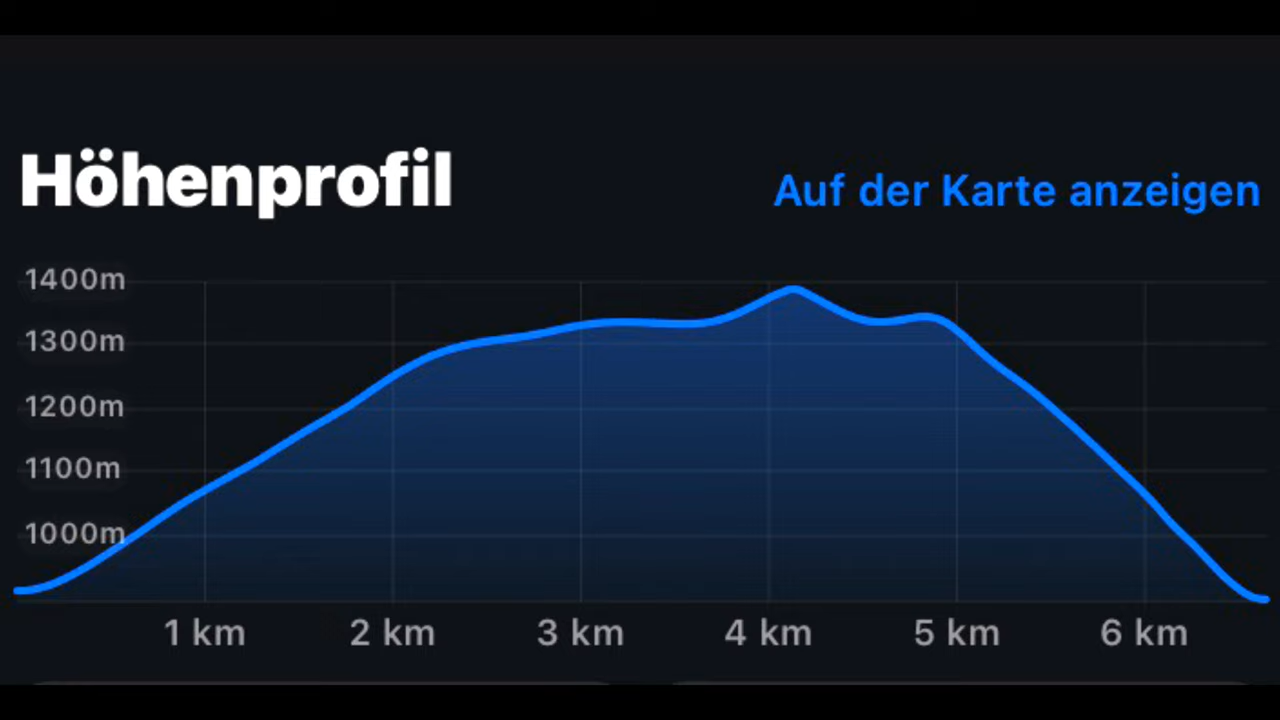 Höhenprofil
Auf der Karte anzeigen
1400m
1300m
1200m
1100m
1000m
1 km 2 km 3 km 4 km 5 km 6 km